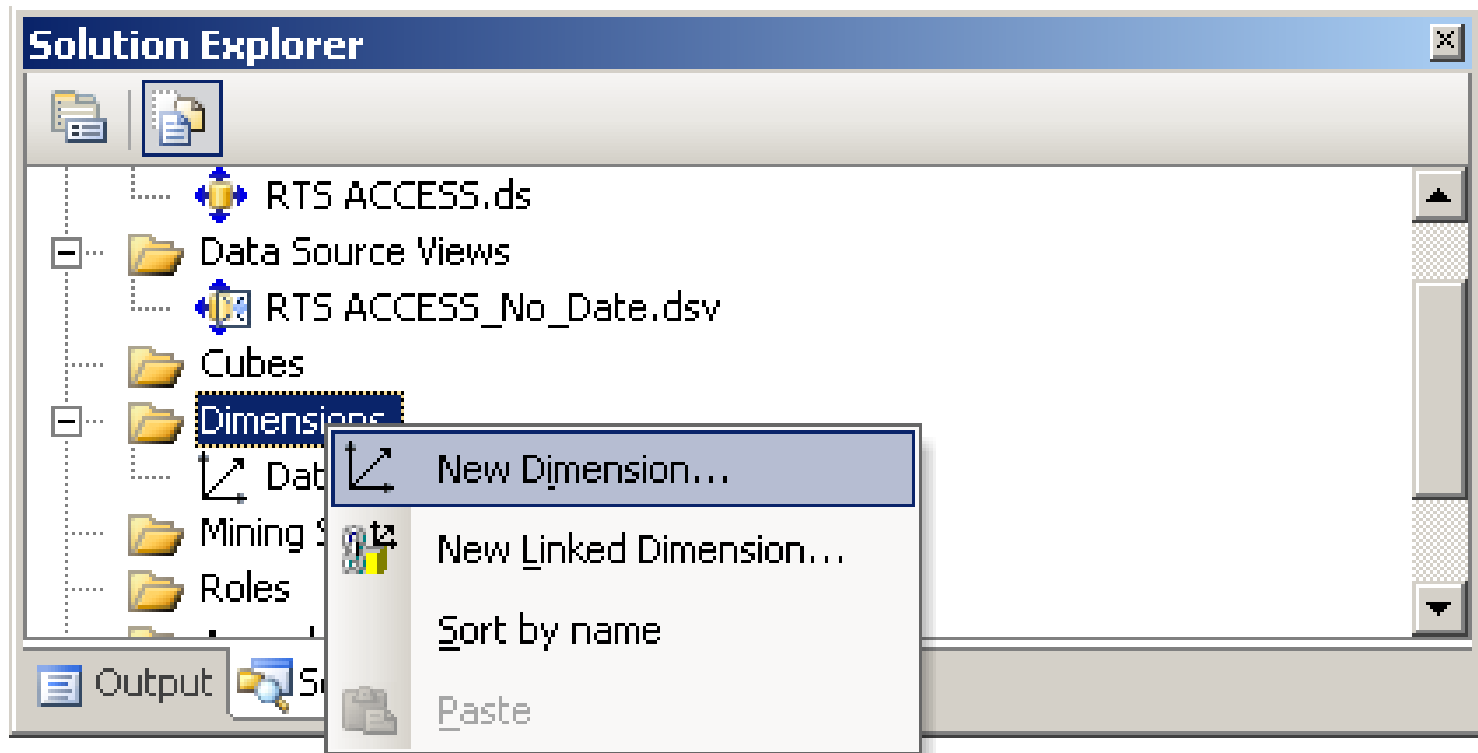 Solution Explorer
RTS ACCESS.ds
Data Source Views
RTS ACCESS_No_Date.dsv
Cubes
Dimensions
New Dimension...
Mining
New Linked Dimension...
Roles
Sort by name
Output
Paste